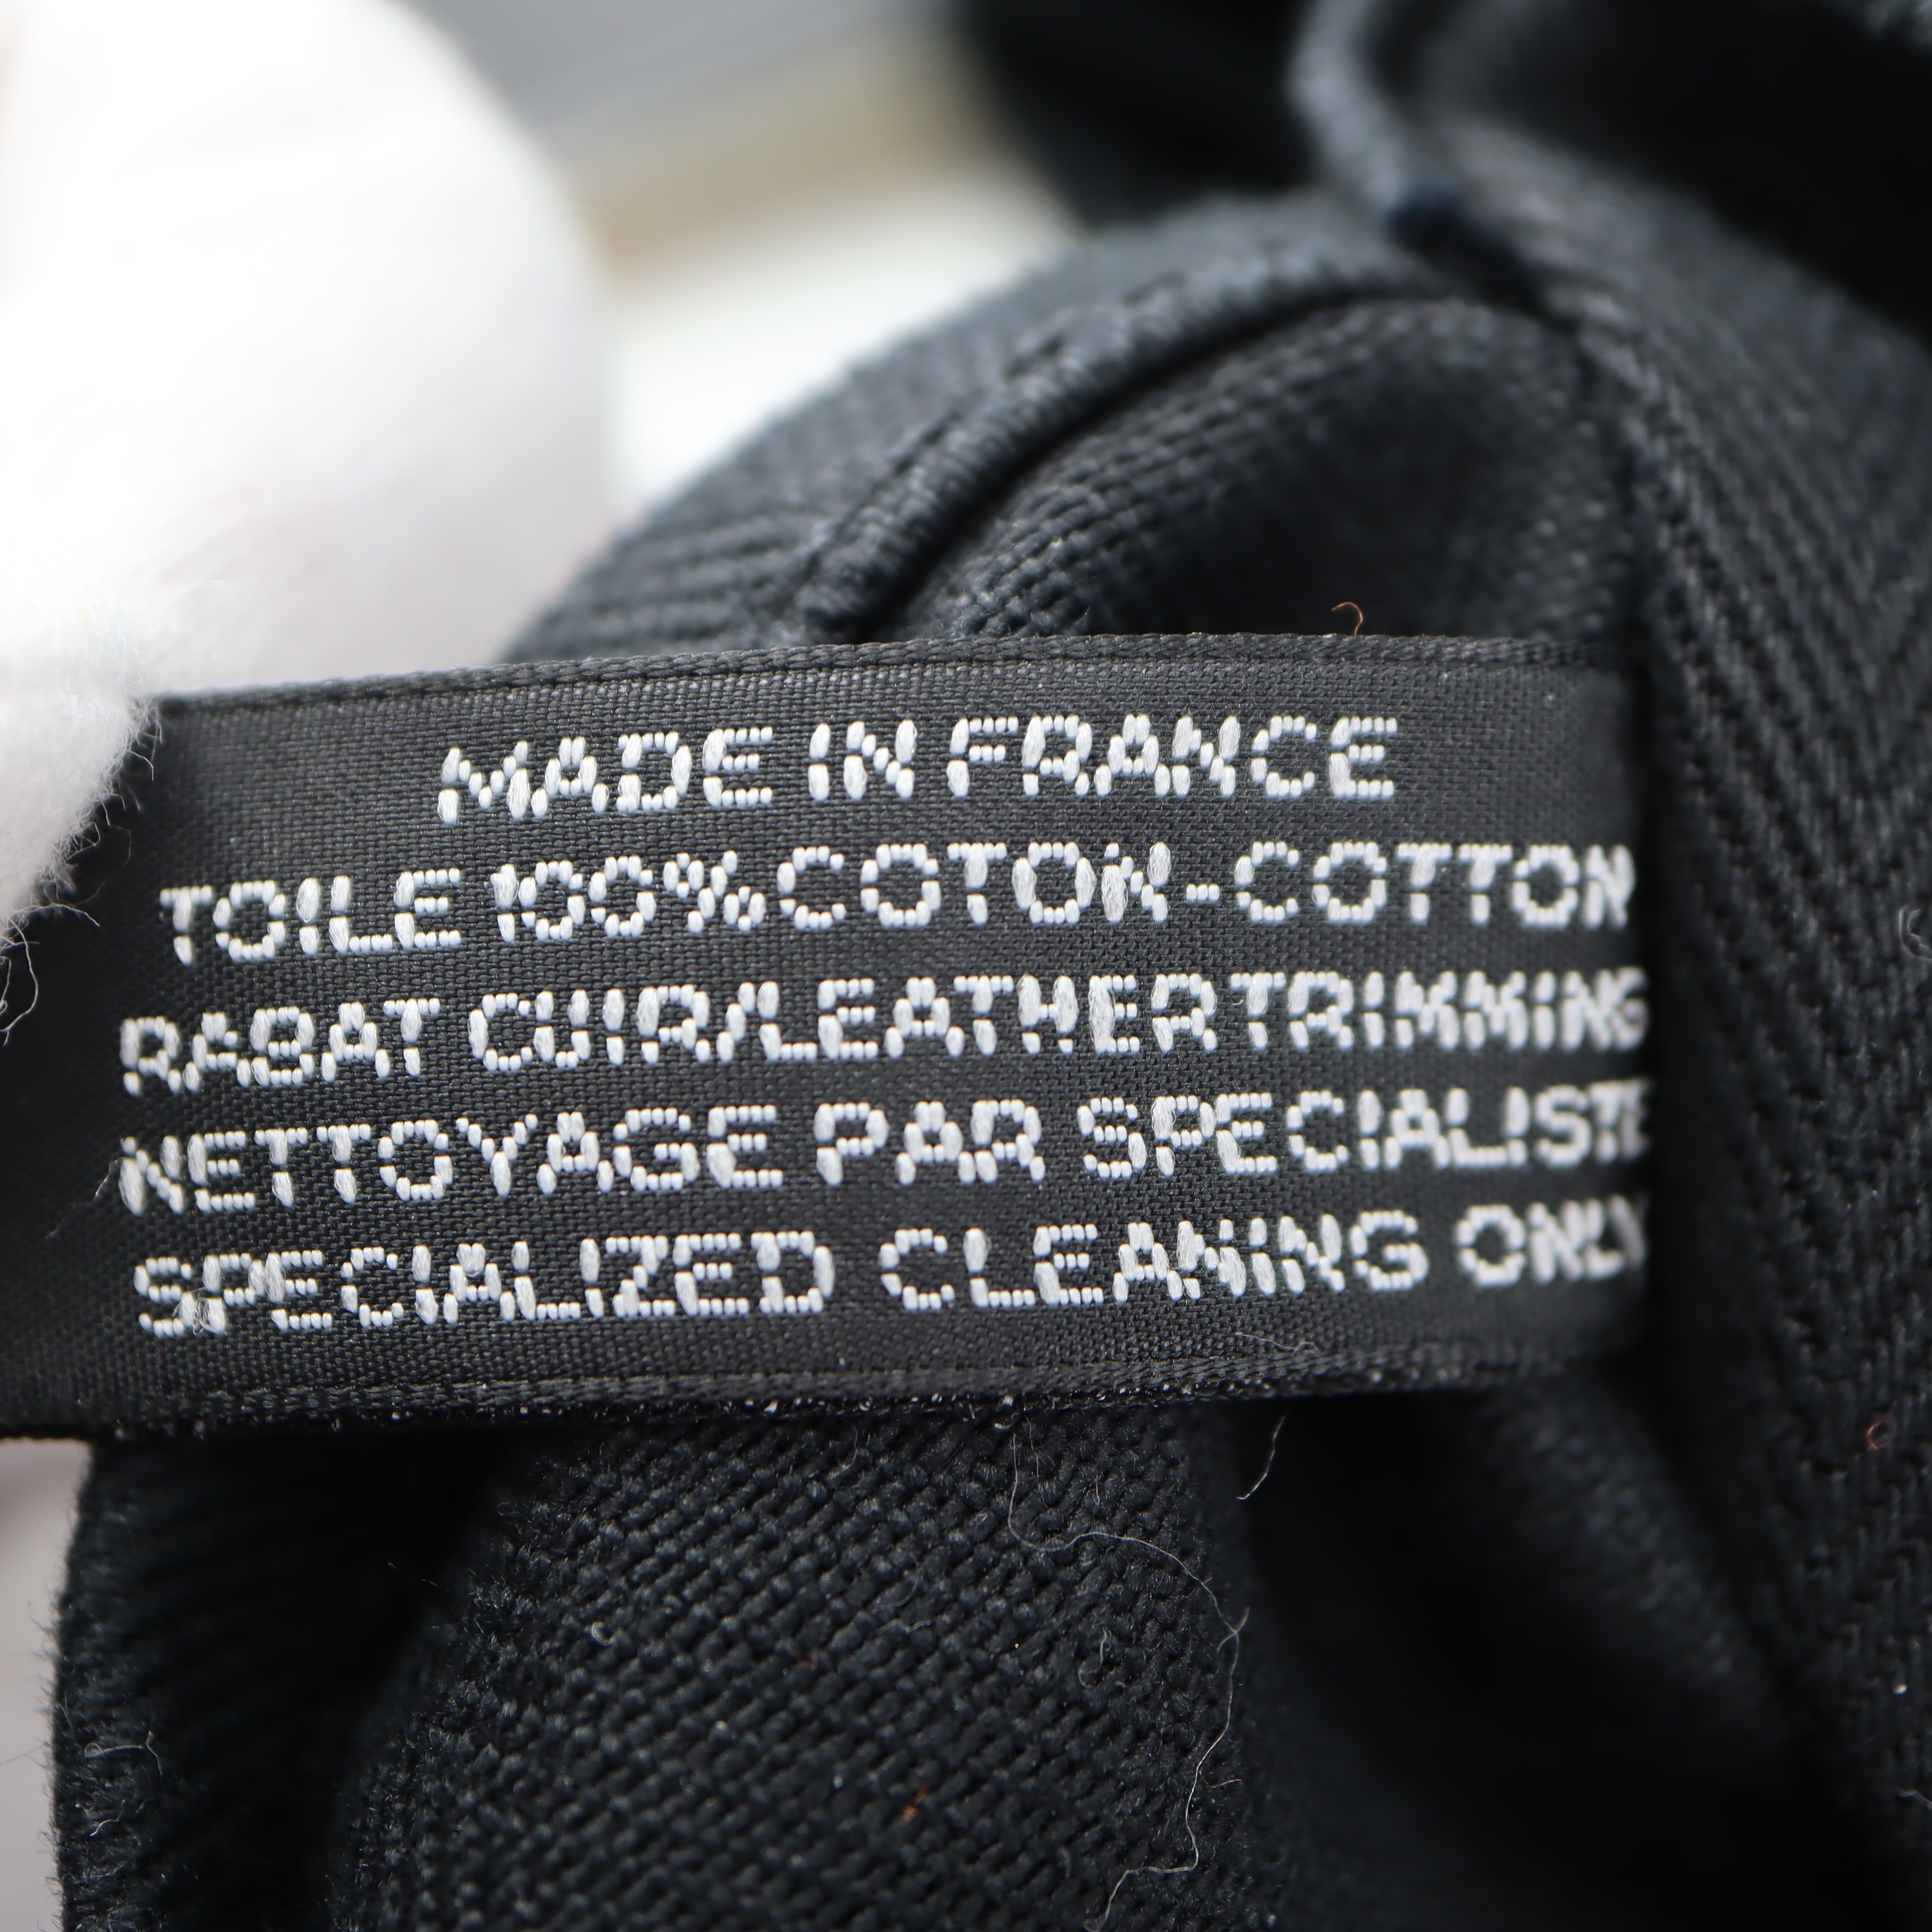 MADE IN FRANCE
TOILE 100% COTON-COTTON
RABAT CUIR/LEATHER TRIMMING
NETTOYAGE PAR SPECIALISTE
SPECIALIZED CLEANING ONLY